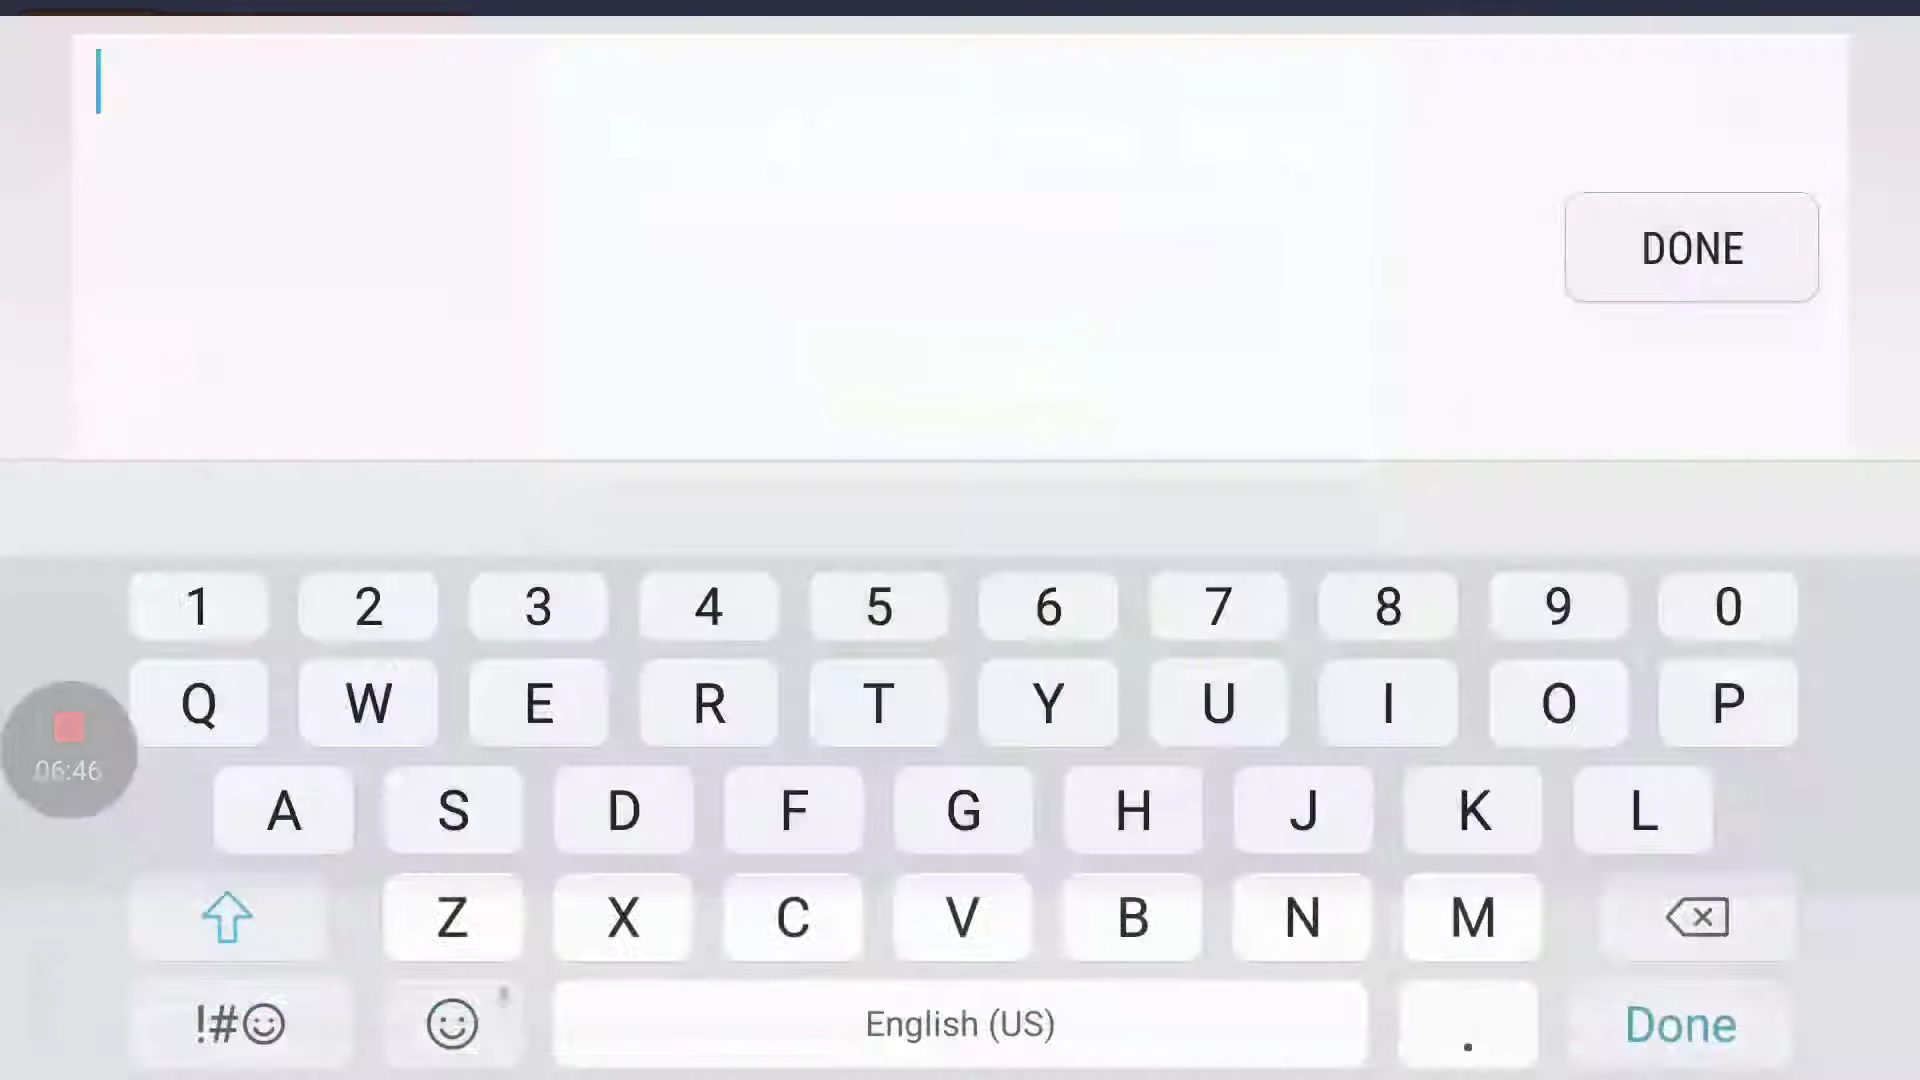 DONE
1 2 3 4 5 6 7 8 9 0
Q W E R T Y U I O P
06:46
A S D F G H J K L
Z X C V B N M
!#☺ English (US) . Done